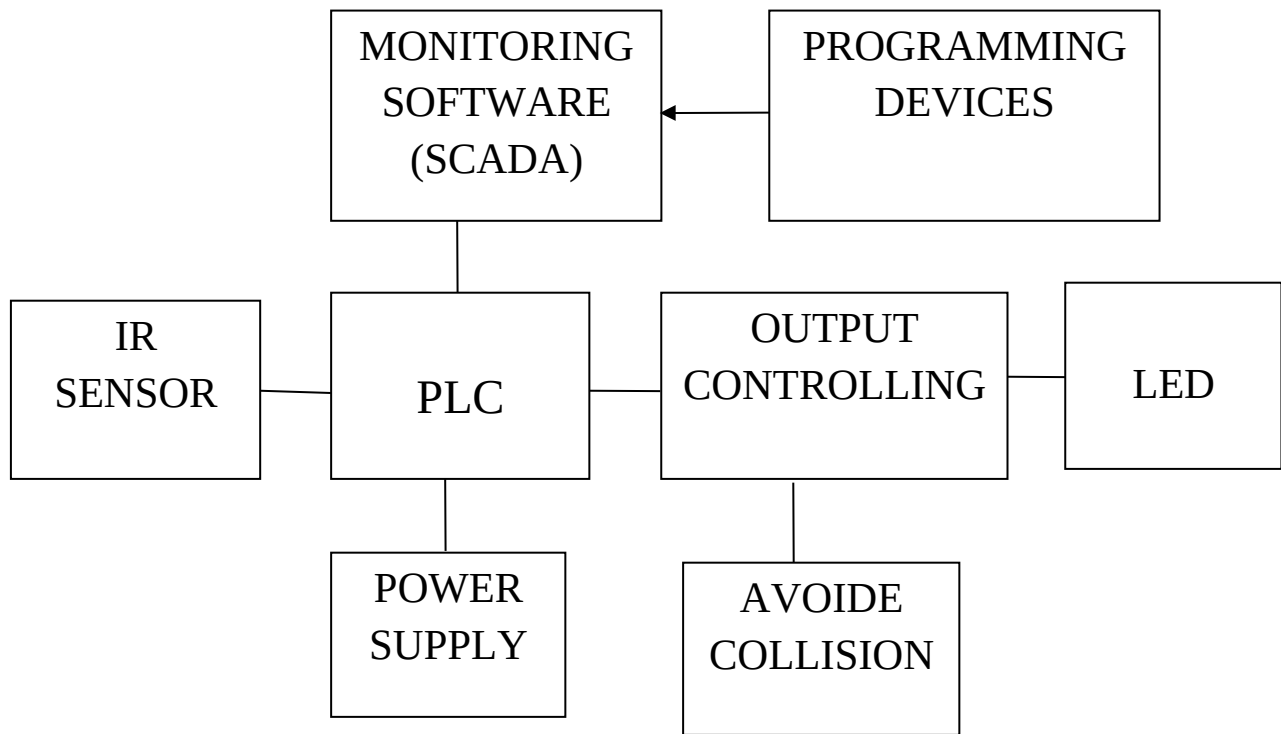 MONITORING
SOFTWARE
(SCADA)
PROGRAMMING
DEVICES
IR
SENSOR
PLC
OUTPUT
CONTROLLING
LED
POWER
SUPPLY
AVOIDE
COLLISION